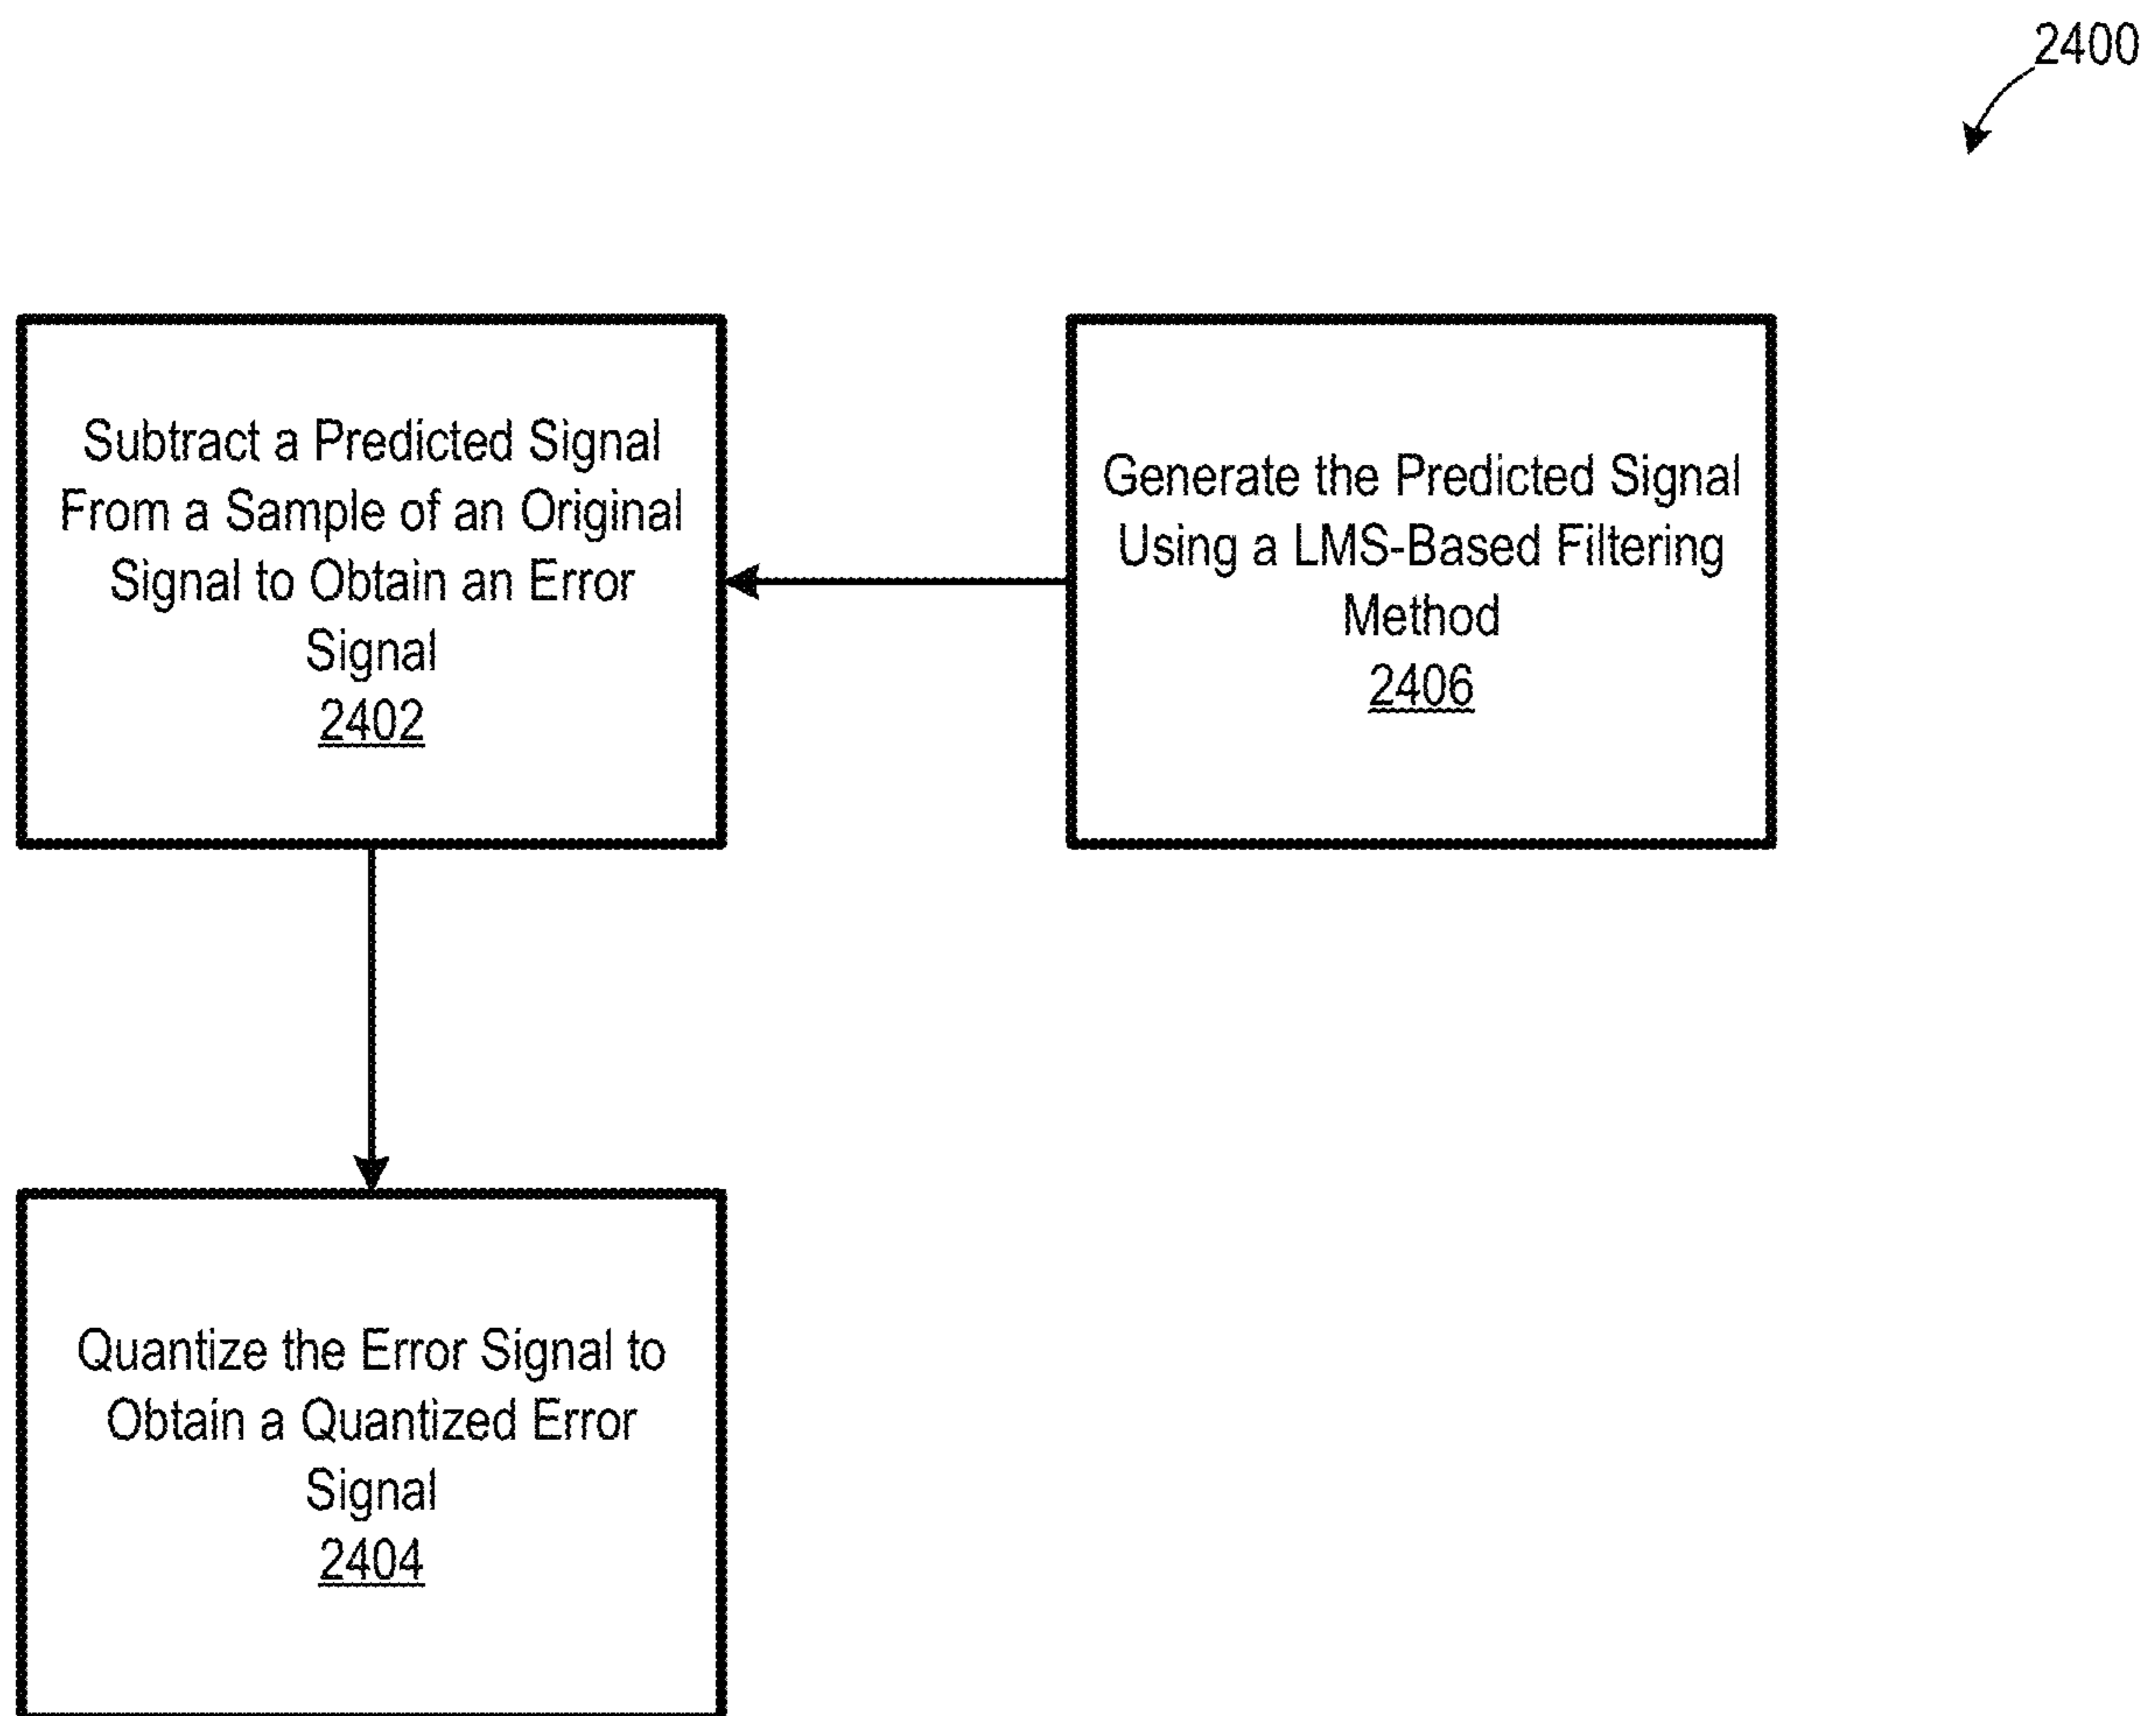 2400
Subtract a Predicted Signal
From a Sample of an Original
Signal to Obtain an Error
Signal
2402
Generate the Predicted Signal
Using a LMS-Based Filtering
Method
2406
Quantize the Error Signal to
Obtain a Quantized Error
Signal
2404